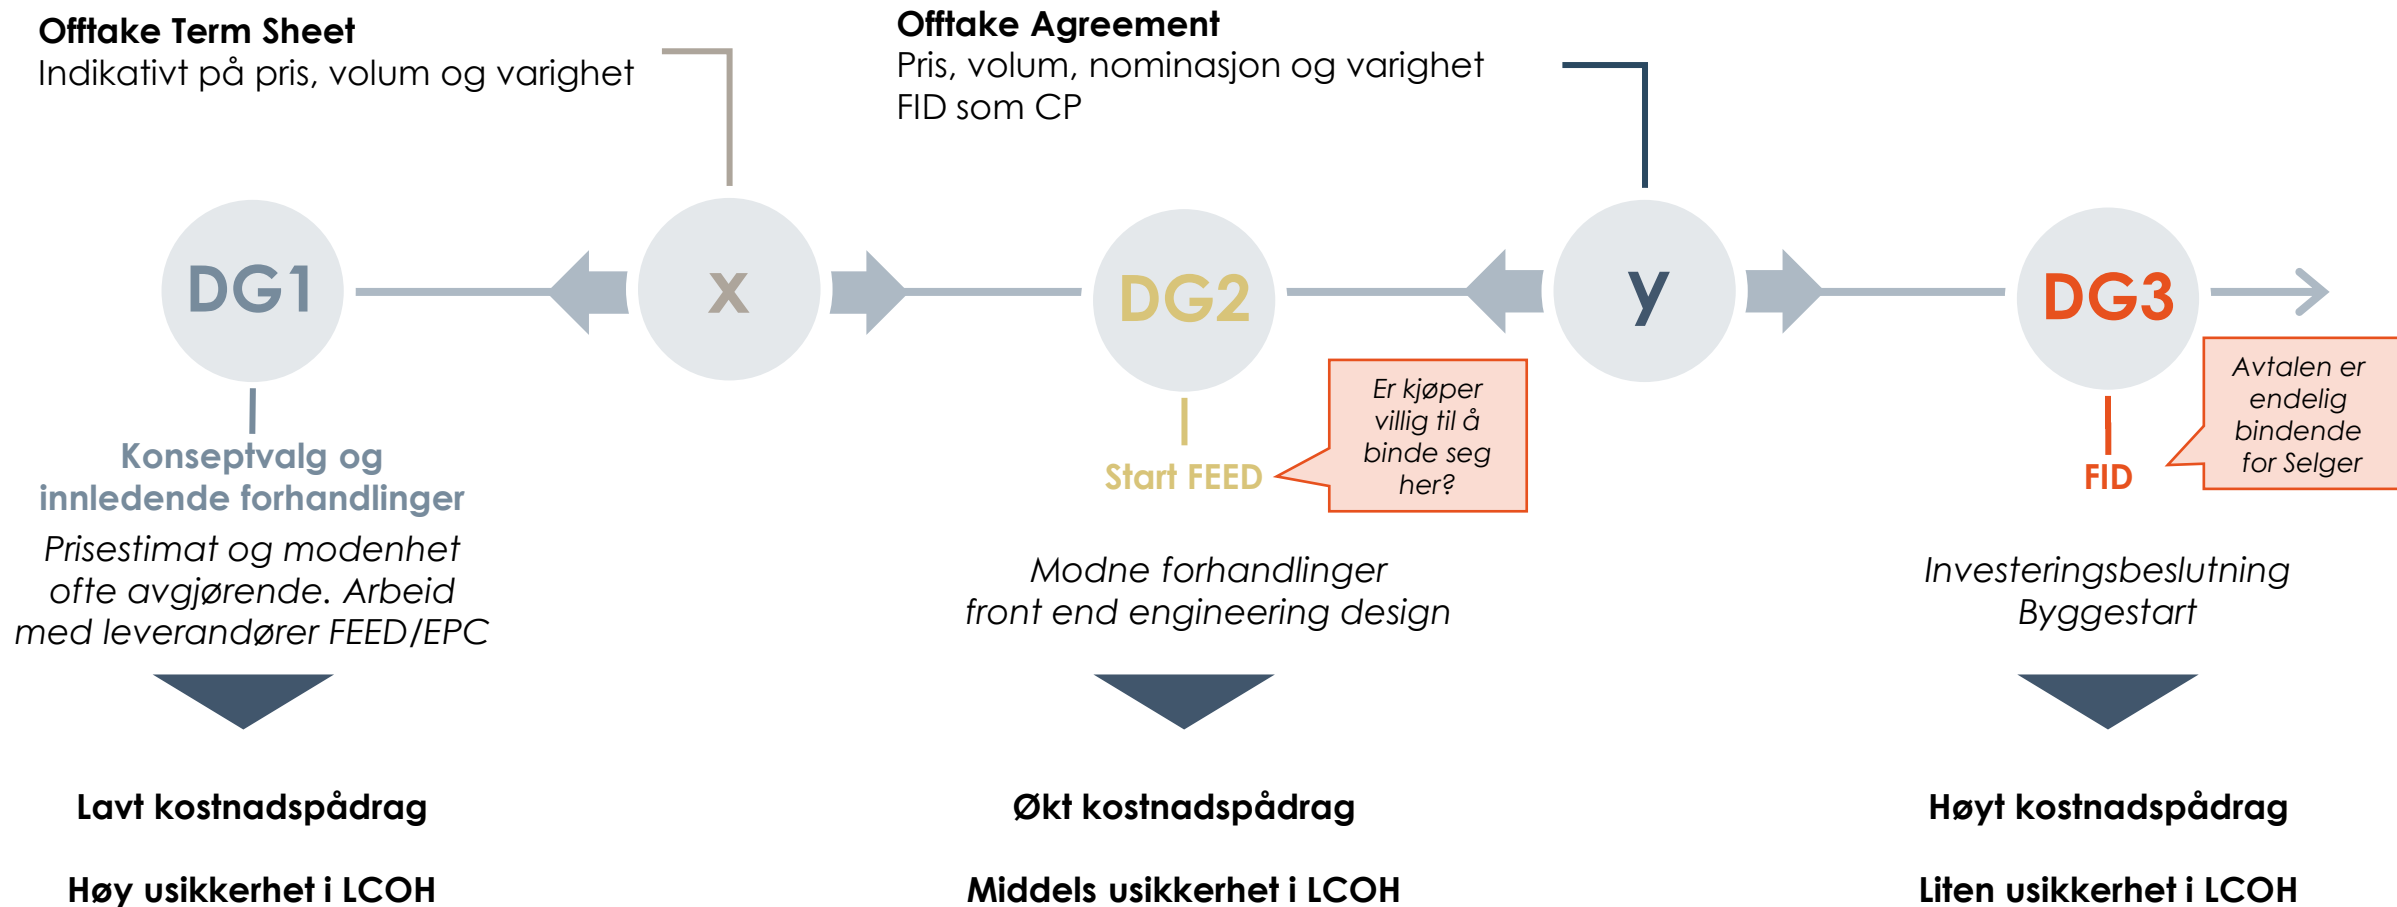 Offtake Term Sheet
Indikativt på pris, volum og varighet
Offtake Agreement
Pris, volum, nominasjon og varighet
FID som CP
DG1
x
DG2
y
DG3
Konseptvalg og
innledende forhandlinger
Prisestimat og modenhet
ofte avgjørende. Arbeid
med leverandører FEED/EPC
Start FEED
Er kjøper
villig til å
binde seg
her?
Modne forhandlinger
front end engineering design
FID
Avtalen er
endelig
bindende
for Selger
Investeringsbeslutning
Byggestart
Lavt kostnadspådrag
Økt kostnadspådrag
Høyt kostnadspådrag
Høy usikkerhet i LCOH
Middels usikkerhet i LCOH
Liten usikkerhet i LCOH